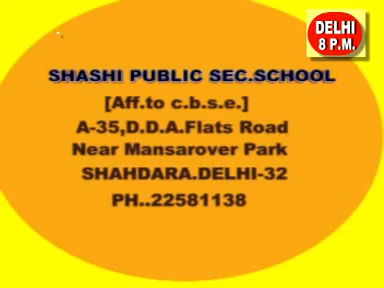 DELHI
8 P.M.
SHASHI PUBLIC SEC.SCHOOL
[Aff.to c.b.s.e.]
A-35,D.D.A.Flats Road
Near Mansarover Park
SHAHDARA.DELHI-32
PH..22581138